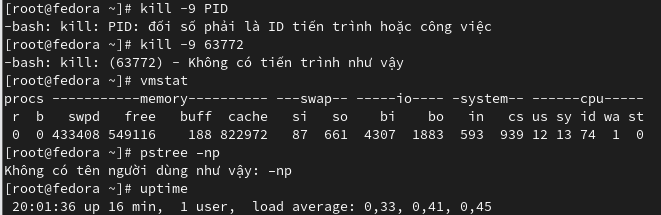 [root@fedora ~]# kill -9 PID
-bash: kill: PID: đối số phải là ID tiến trình hoặc công việc
[root@fedora ~]# kill -9 63772
-bash: kill: (63772) - Không có tiến trình như vậy
[root@fedora ~]# vmstat
procs -----------memory---------- ---swap-- -----io---- -system-- ------cpu-----
 r  b   swpd   free   buff  cache   si   so    bi    bo   in   cs us sy id wa st
 0  0 433408 549116    188 822972   87  661  4307  1883  593  939 12 13 74  1  0
[root@fedora ~]# pstree –np
Không có tên người dùng như vậy: –np
[root@fedora ~]# uptime
 20:01:36 up 16 min,  1 user,  load average: 0,33, 0,41, 0,45